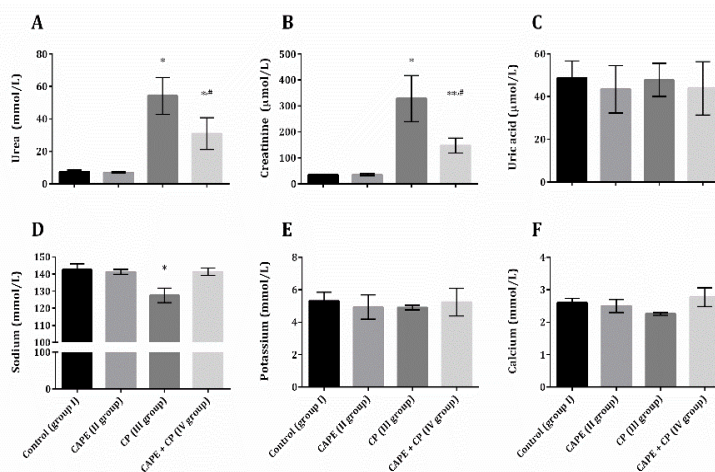 A
Urea (mmol/L)
80
60
40
20
0
*
*,#
B
Creatinine (μmol/L)
500
400
300
200
100
0
*
**,#
C
Uric acid (μmol/L)
60
40
20
0
D
Sodium (mmol/L)
150
140
130
120
110
100
100
0
*
Control (group I)
CAPE (II group)
CP (III group)
CAPE + CP (IV group)
E
Potassium (mmol/L)
8
6
4
2
0
Control (group I)
CAPE (II group)
CP (III group)
CAPE + CP (IV group)
F
Calcium (mmol/L)
4
3
2
1
0
Control (group I)
CAPE (II group)
CP (III group)
CAPE + CP (IV group)